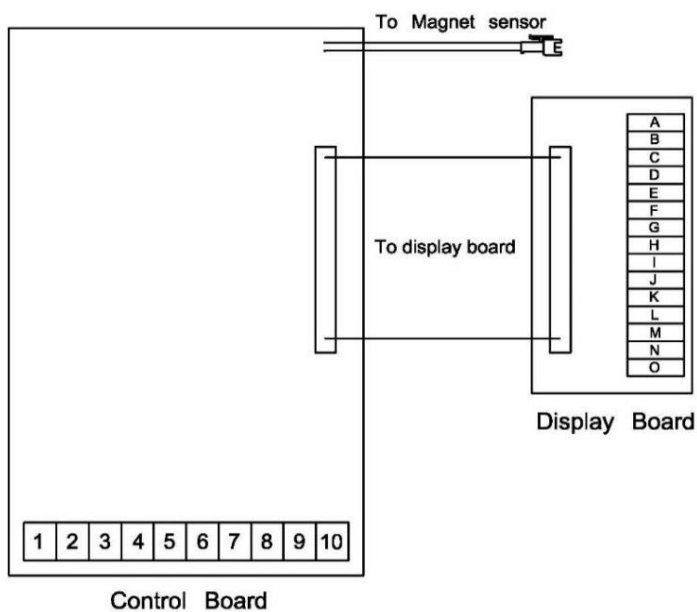 To Magnet sensor
A
B
C
D
E
F
G
H
I
J
K
L
M
N
O
To display board
Display Board
1 2 3 4 5 6 7 8 9 10
Control Board